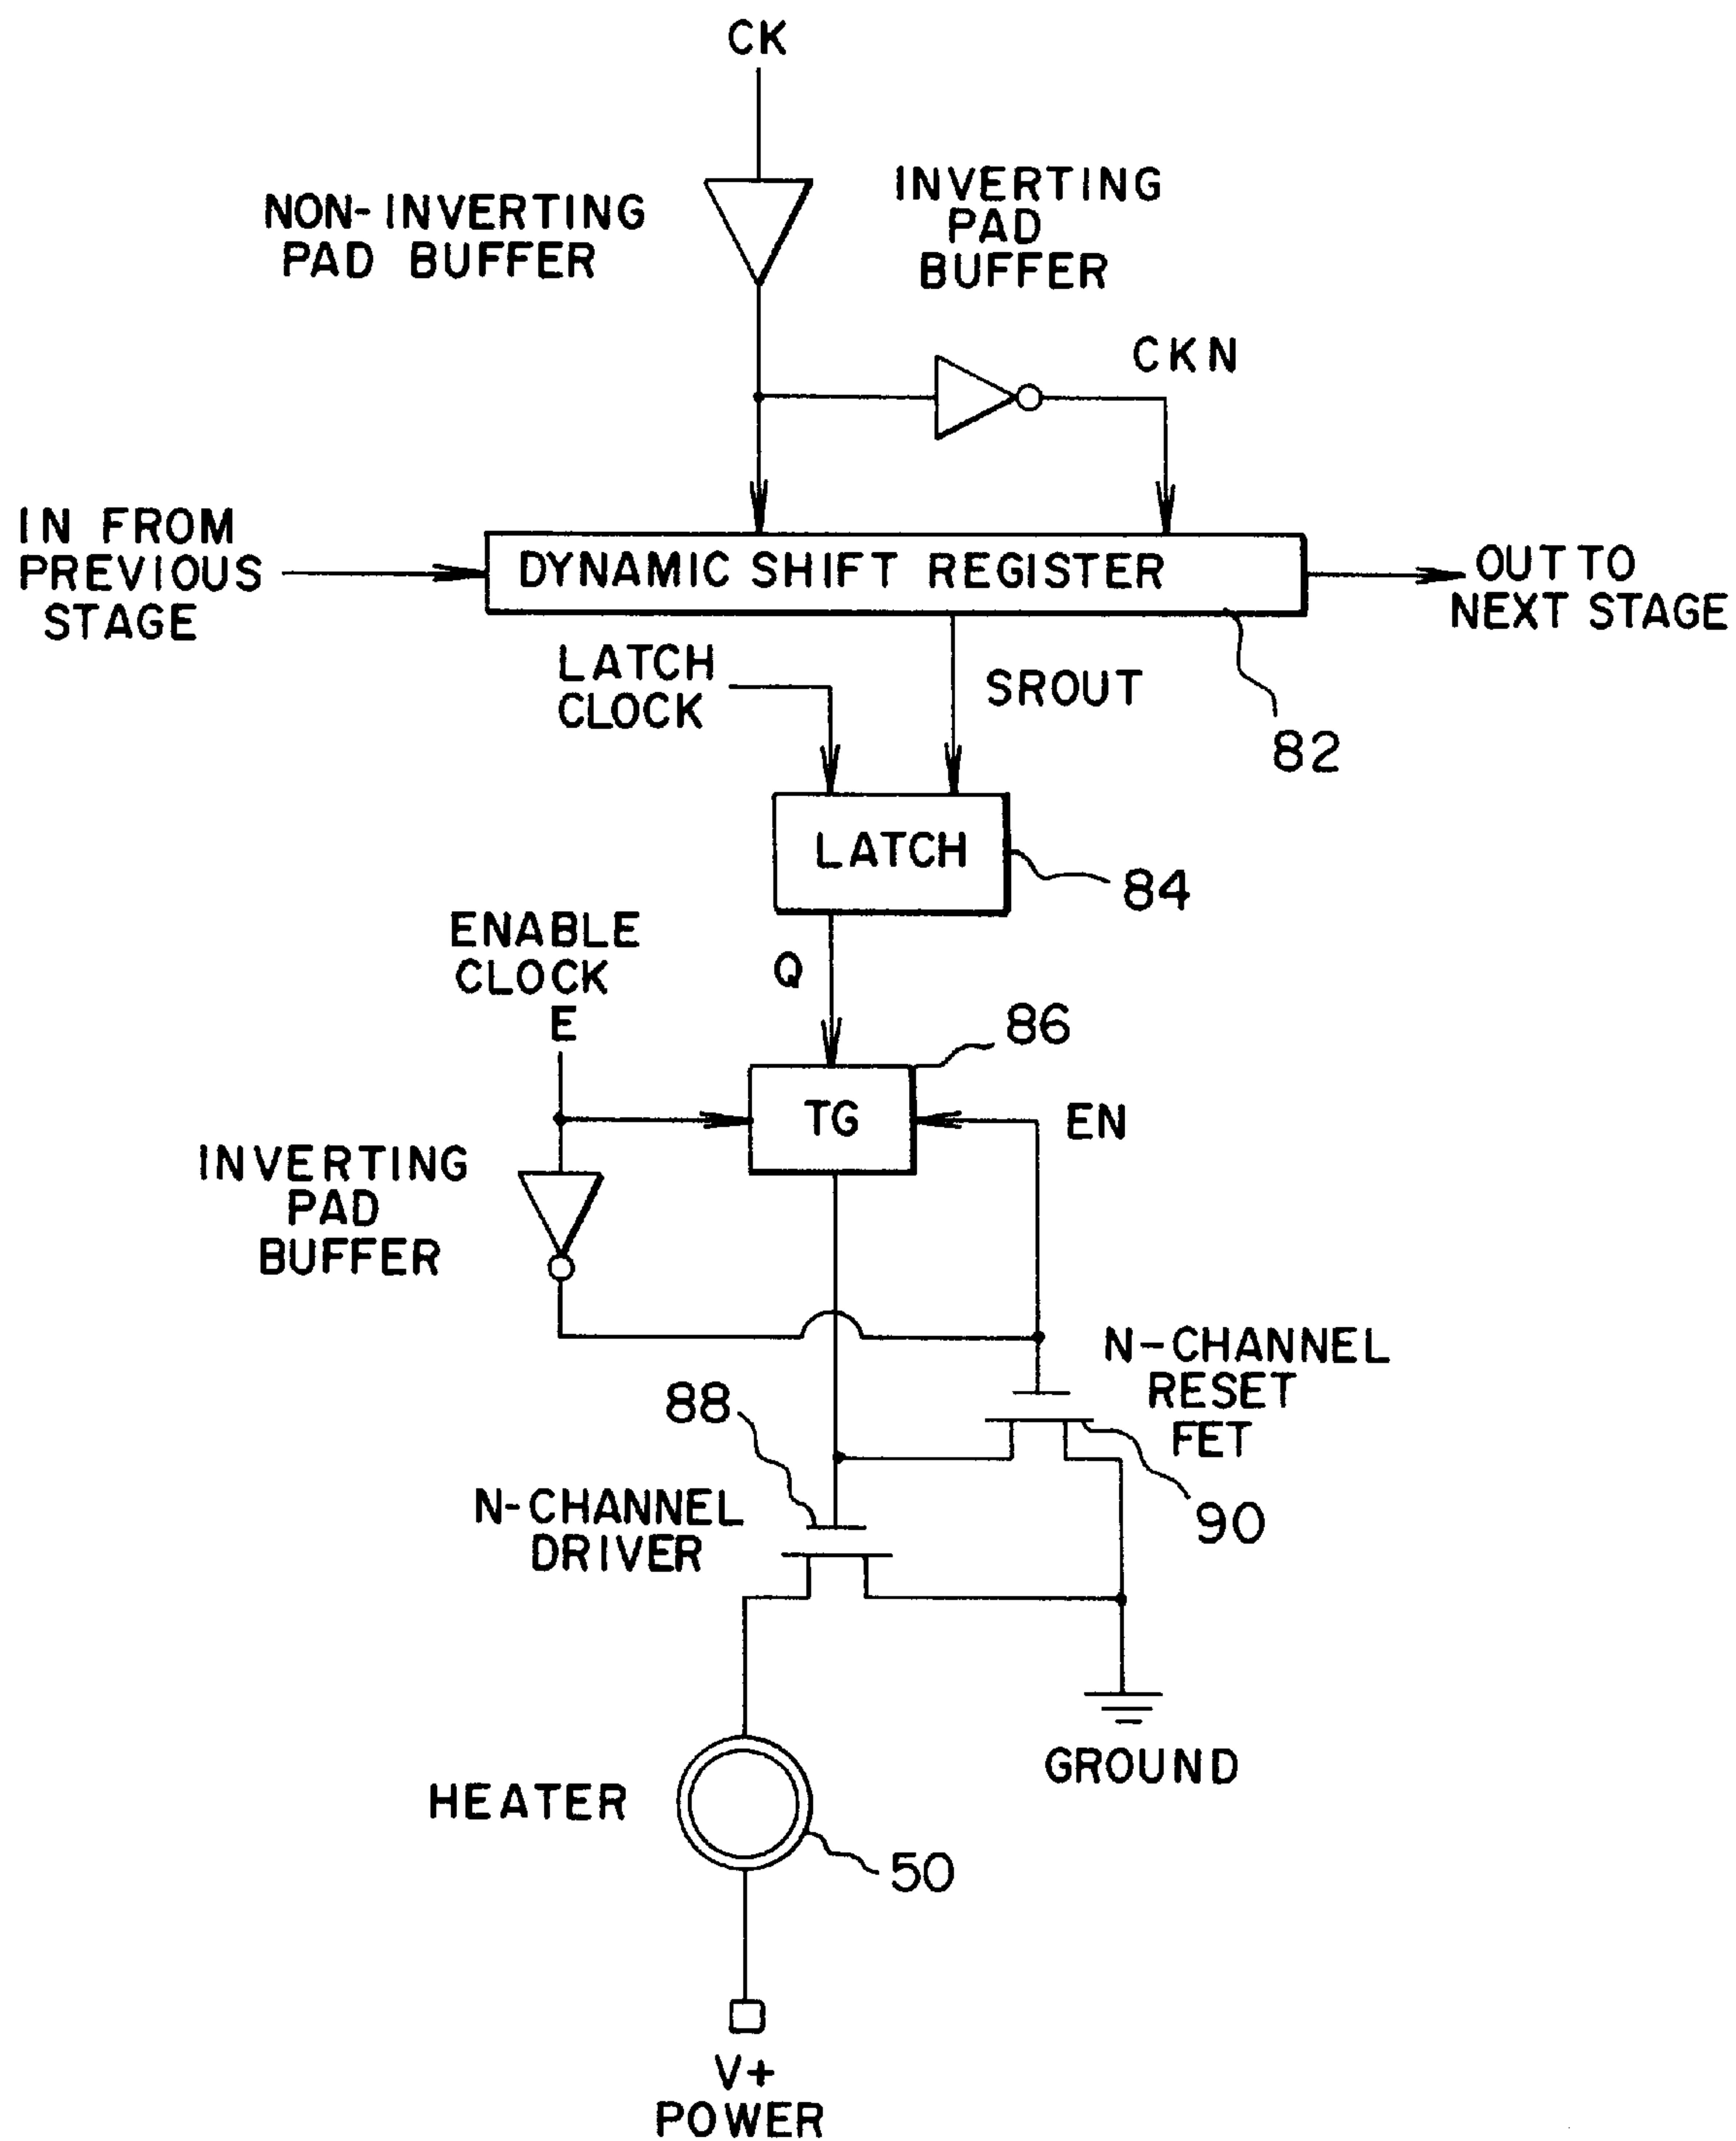 CK
NON-INVERTING
PAD BUFFER
INVERTING
PAD
BUFFER
CKN
IN FROM
PREVIOUS
STAGE
DYNAMIC SHIFT REGISTER
OUT TO
NEXT STAGE
LATCH
CLOCK
SROUT
82
LATCH
84
ENABLE
CLOCK
E
Q
86
TG
EN
INVERTING
PAD
BUFFER
N-CHANNEL
RESET
FET
88
90
N-CHANNEL
DRIVER
GROUND
HEATER
50
V+
POWER